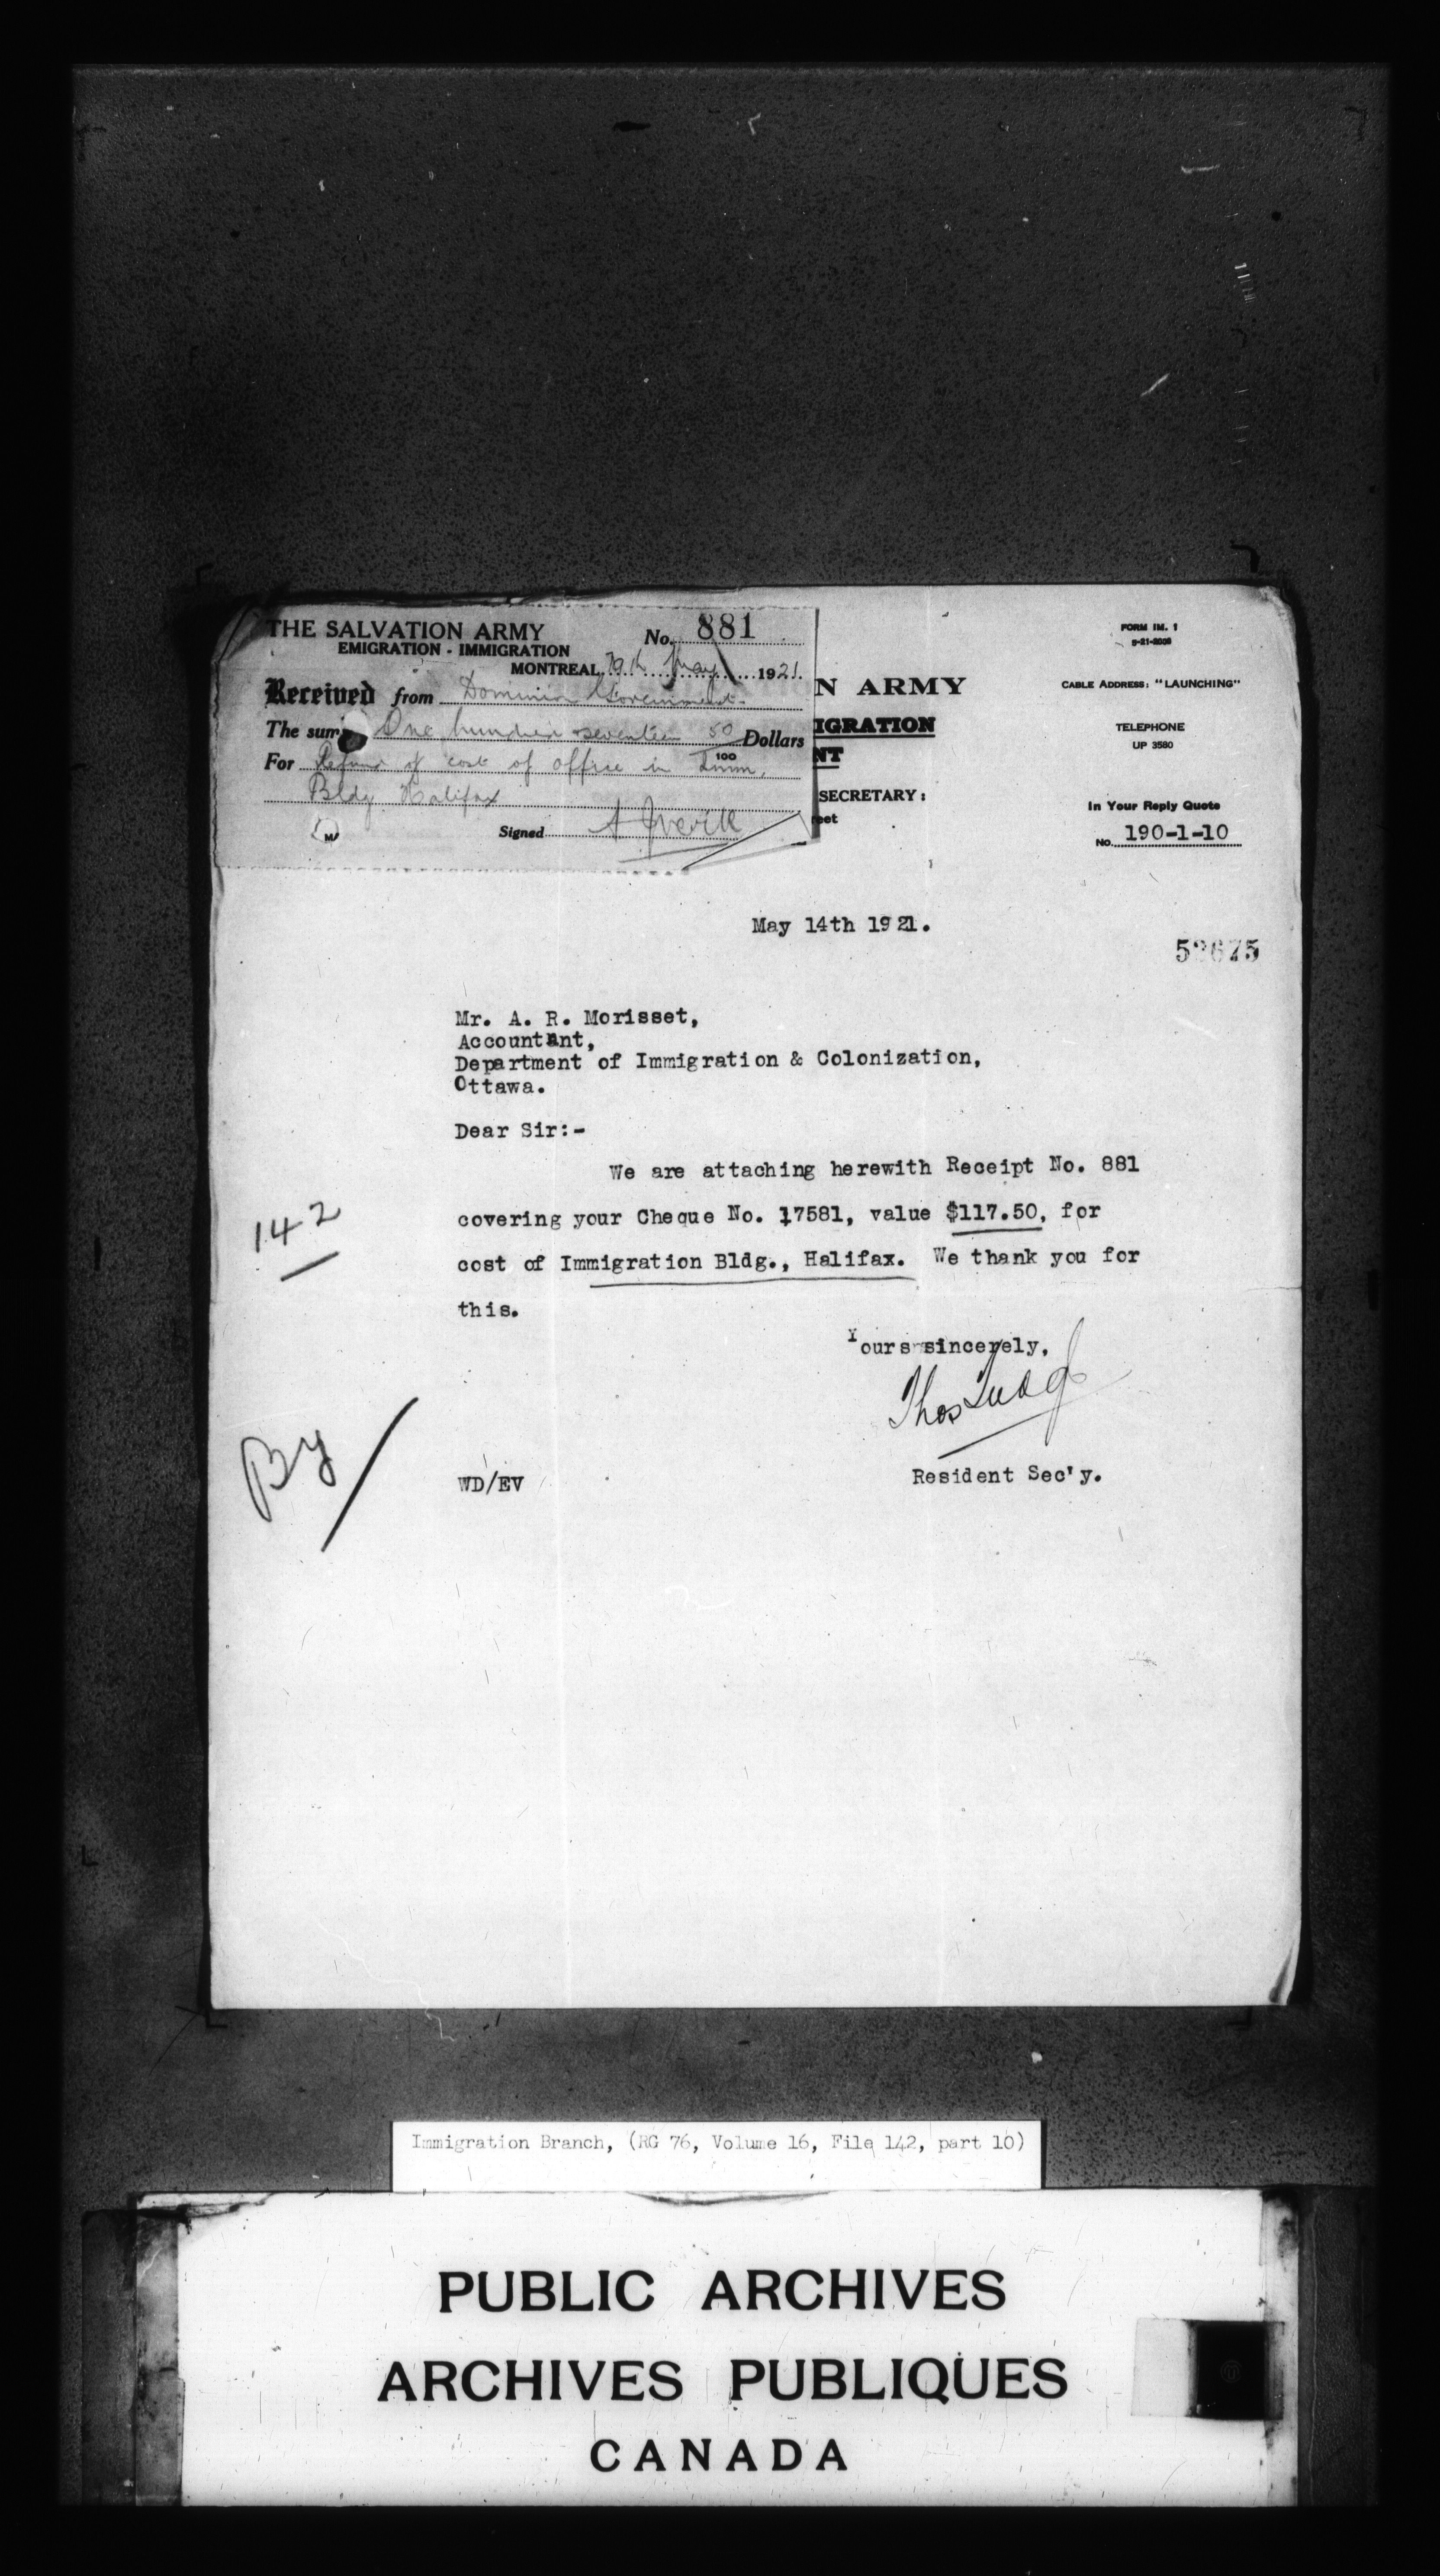 THE SALVATION ARMY
EMIGRATION - IMMIGRATION
No. 881
MONTREAL May 1921
Received from Dominion Government
The sum One hundred seventeen 50/100 Dollars
For Refund of cost of office in Imm.
Bldg Halifax
Signed
N ARMY
IGRATION
NT
SECRETARY:
eet
FORM IM. 1
CABLE ADDRESS: "LAUNCHING"
TELEPHONE
UP 3580
In Your Reply Quote
No. 190-1-10
May 14th 1921.
52675
Mr. A. R. Morisset,
Accountant,
Department of Immigration & Colonization,
Ottawa.
Dear Sir:-
We are attaching herewith Receipt No. 881
covering your Cheque No. 17581, value $117.50, for
cost of Immigration Bldg., Halifax. We thank you for
this.
142
Yours sincerely,
Thos Tudge
Resident Sec'y.
By
WD/EV
Immigration Branch, (RG 76, Volume 16, File 142, part 10)
PUBLIC ARCHIVES
ARCHIVES PUBLIQUES
CANADA